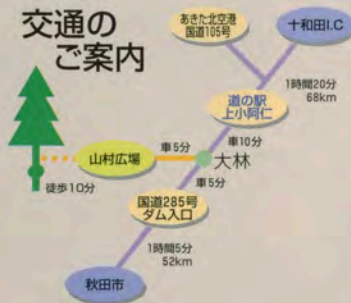 交通の
ご案内
あきた北空港
国道105号
十和田I.C
1時間20分
68km
道の駅
上小阿仁
車10分
山村広場
車5分
大林
徒歩10分
車5分
国道285号
ダム入口
1時間5分
52km
秋田市